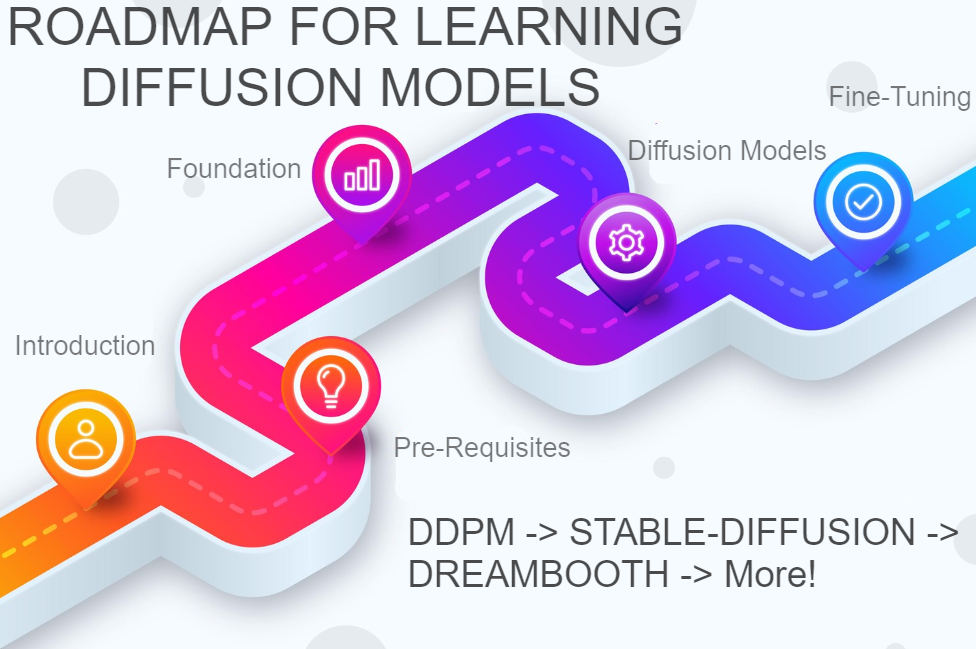 ROADMAP FOR LEARNING
DIFFUSION MODELS
Fine-Tuning
Diffusion Models
Foundation
Introduction
Pre-Requisites
DDPM -> STABLE-DIFFUSION ->
DREAMBOOTH -> More!